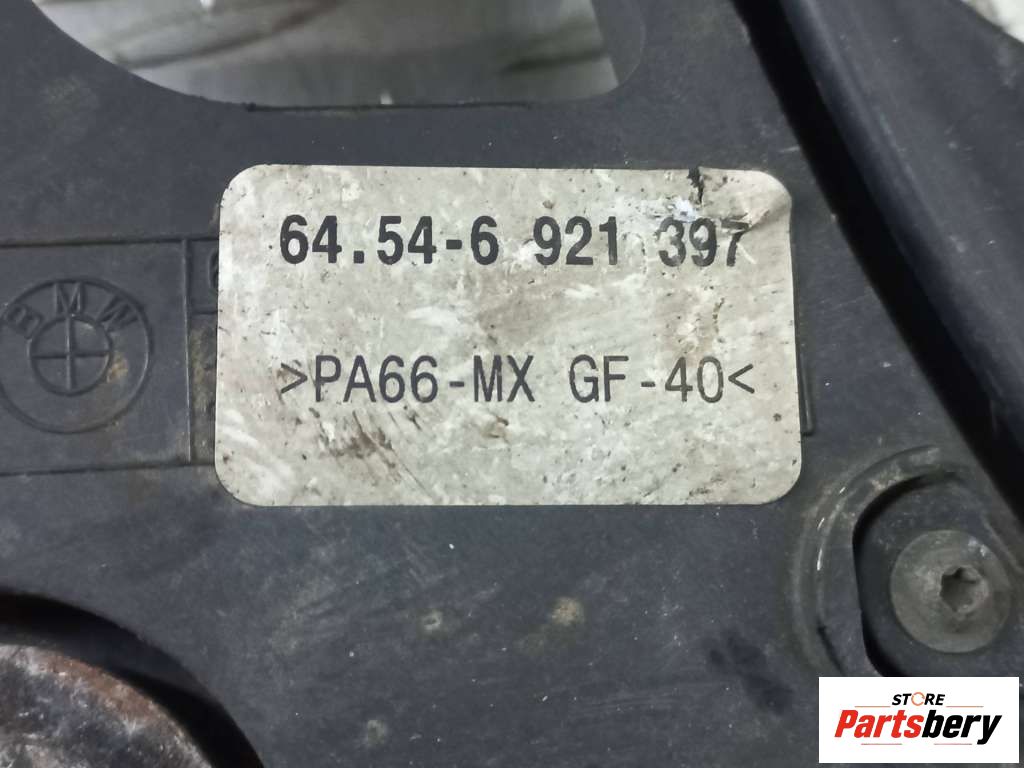 64.54-6 921 397
>PA66-MX GF-40<
BMW
STORE
Partsbery